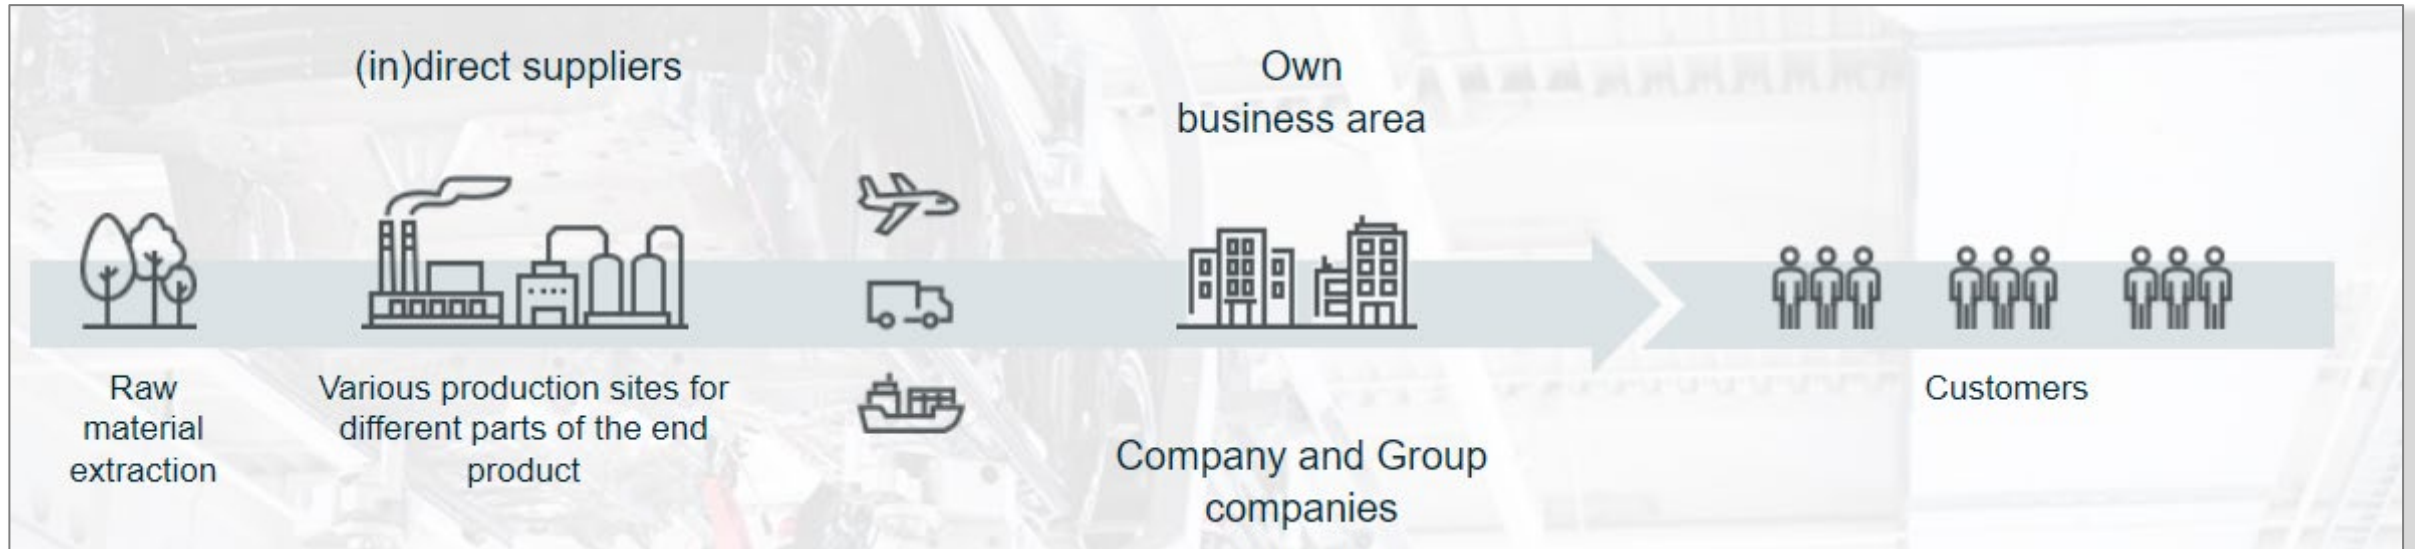 (in)direct suppliers
Own
business area
Raw
material
extraction
Various production sites for
different parts of the end
product
Company and Group
companies
Customers